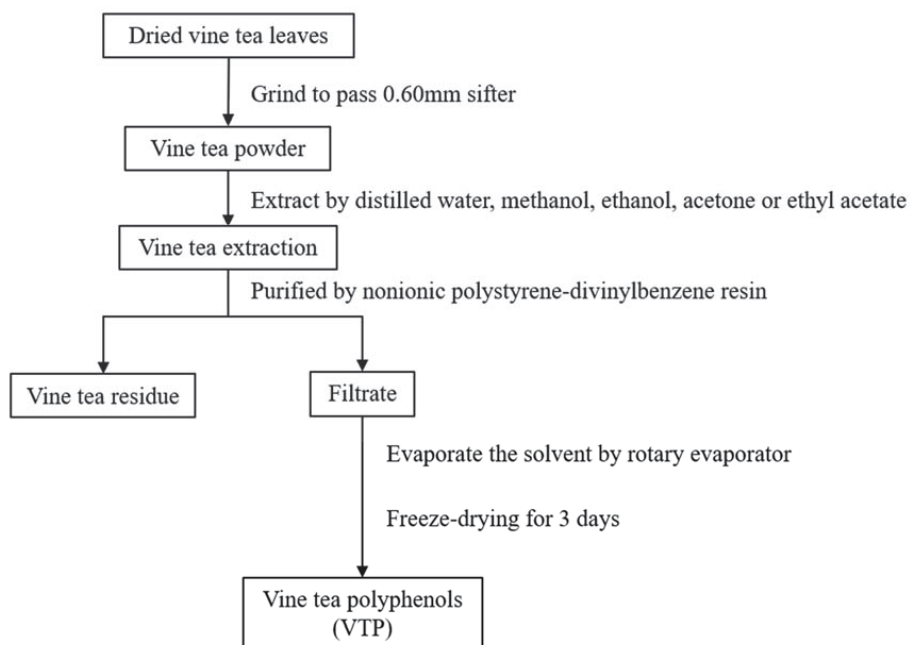 Dried vine tea leaves
Grind to pass 0.60mm sifter
Vine tea powder
Extract by distilled water, methanol, ethanol, acetone or ethyl acetate
Vine tea extraction
Purified by nonionic polystyrene-divinylbenzene resin
Vine tea residue
Filtrate
Evaporate the solvent by rotary evaporator
Freeze-drying for 3 days
Vine tea polyphenols
(VTP)